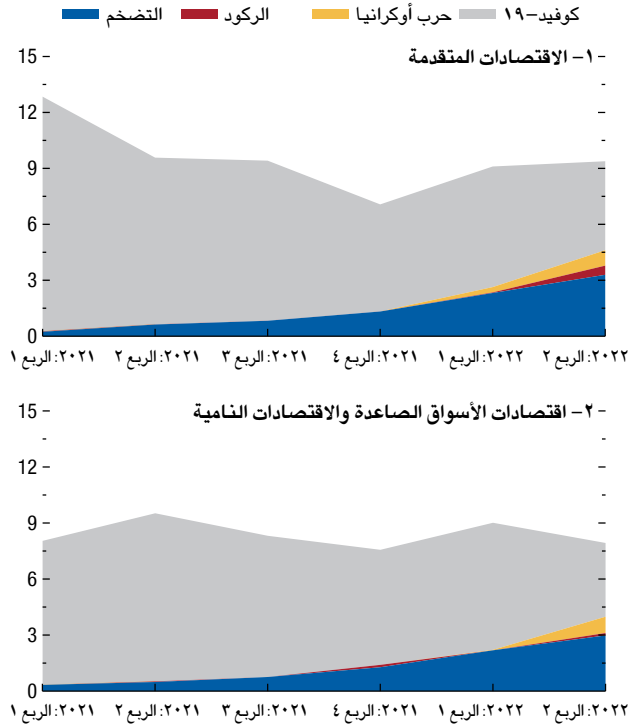 التضخم الركود حرب أوكرانيا كوفيد-١٩
١- الاقتصادات المتقدمة
15
12
9
6
3
0
٢٠٢١: الربع ١ ٢٠٢١: الربع ٢ ٢٠٢١: الربع ٣ ٢٠٢١: الربع ٤ ٢٠٢٢: الربع ١ ٢٠٢٢: الربع ٢
٢- اقتصادات الأسواق الصاعدة والاقتصادات النامية
15
12
9
6
3
0
٢٠٢١: الربع ١ ٢٠٢١: الربع ٢ ٢٠٢١: الربع ٣ ٢٠٢١: الربع ٤ ٢٠٢٢: الربع ١ ٢٠٢٢: الربع ٢